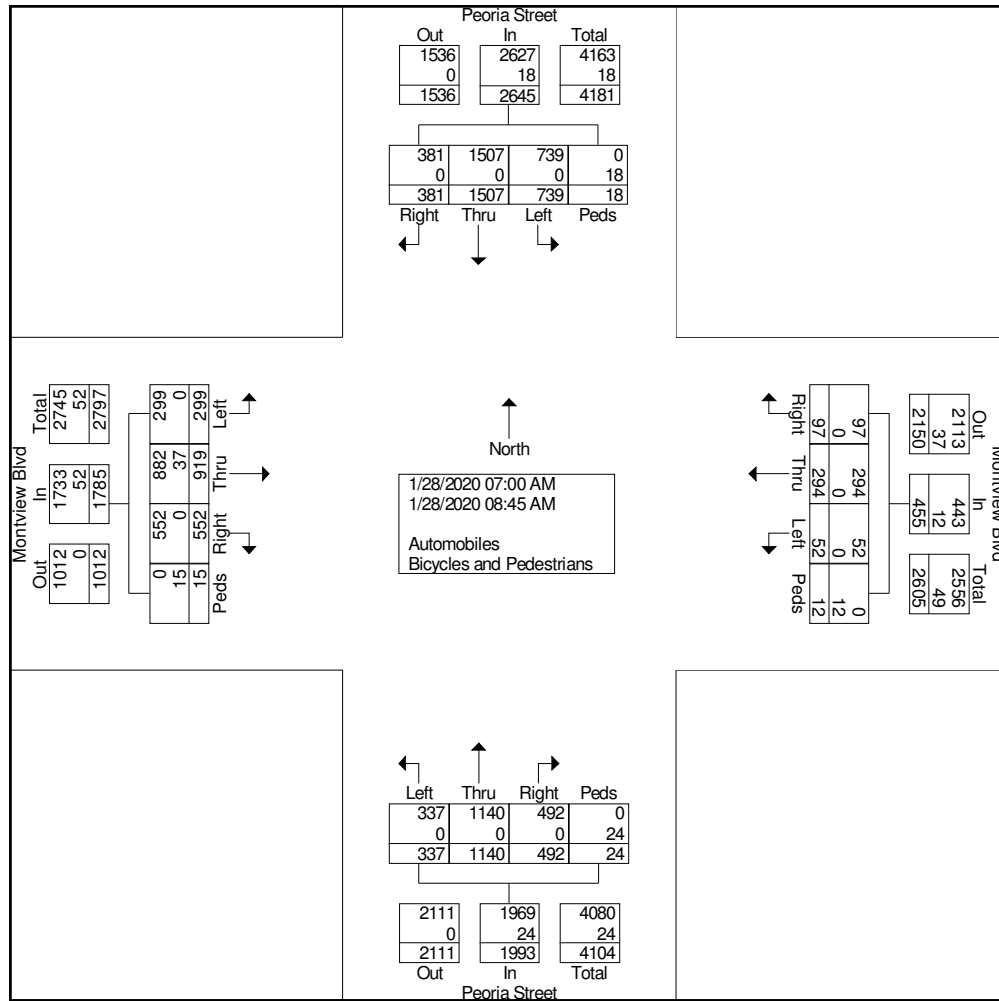 Peoria Street
Out In Total
1536 2627 4163
0 18 18
1536 2645 4181
381 1507 739 0
0 0 0 18
381 1507 739 18
Right Thru Left Peds
Montview Blvd
Total In Out
2745 1733 1012
52 52 0
2797 1785 1012
299 882 552 0
0 37 0 15
299 919 552 15
Left Thru Right Peds
North
1/28/2020 07:00 AM
1/28/2020 08:45 AM
Automobiles
Bicycles and Pedestrians
Right Thru Left Peds
97 294 52 0
0 0 0 12
97 294 52 12
Montview Blvd
Out In Total
2113 443 2556
37 12 49
2150 455 2605
Left Thru Right Peds
337 1140 492 0
0 0 0 24
337 1140 492 24
2111 1969 4080
0 24 24
2111 1993 4104
Out In Total
Peoria Street